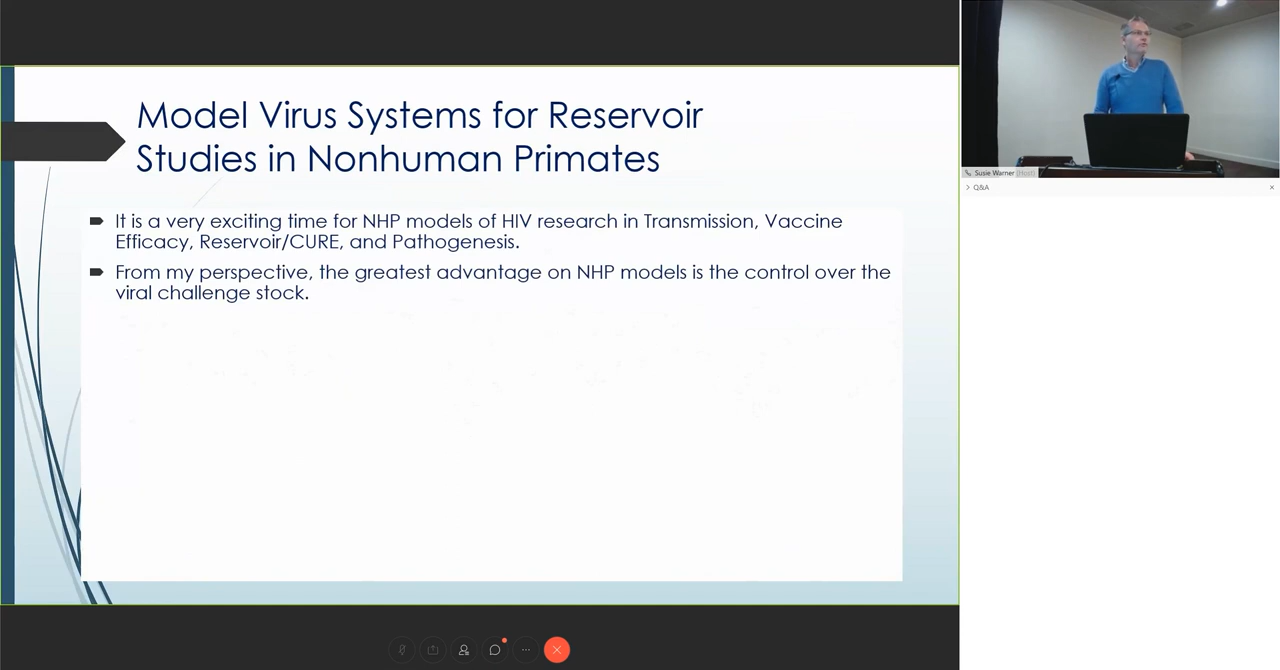 Model Virus Systems for Reservoir
Studies in Nonhuman Primates
It is a very exciting time for NHP models of HIV research in Transmission, Vaccine
Efficacy, Reservoir/CURE, and Pathogenesis.
From my perspective, the greatest advantage on NHP models is the control over the
viral challenge stock.
Susie Warner (Host)
Q&A